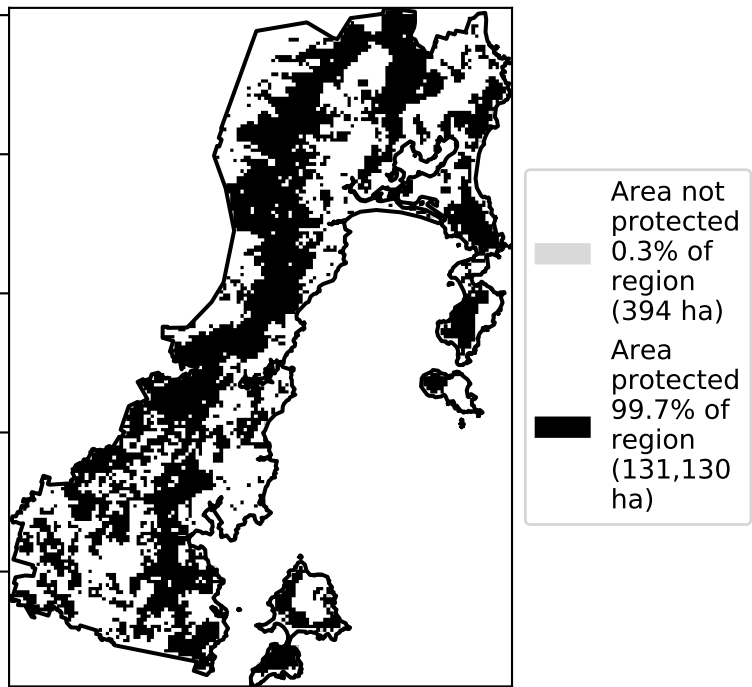 Area not
protected
0.3% of
region
(394 ha)
Area
protected
99.7% of
region
(131,130
ha)